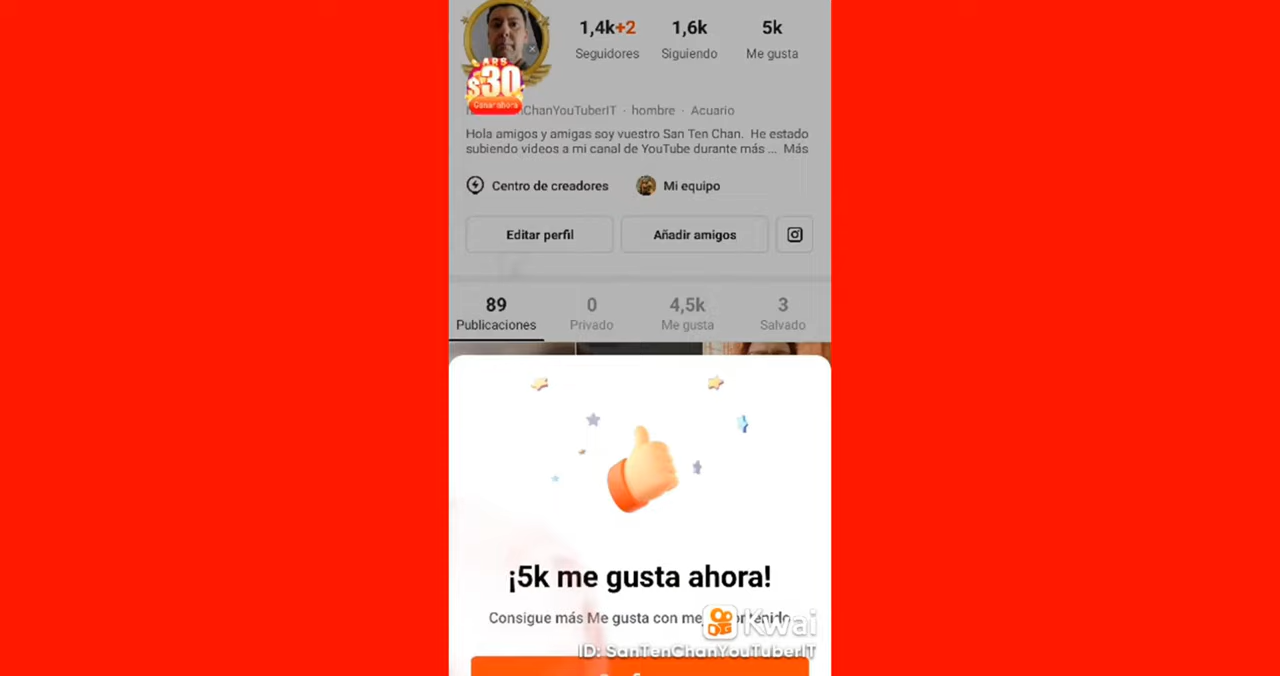 1,4k+2 1,6k 5k
Seguidores Siguiendo Me gusta
ARS
$30
Ganar ahora
ChanYouTuberIT · hombre · Acuario
Hola amigos y amigas soy vuestro San Ten Chan. He estado
subiendo videos a mi canal de YouTube durante más ... Más
Centro de creadores Mi equipo
Editar perfil Añadir amigos
89 0 4,5k 3
Publicaciones Privado Me gusta Salvado
¡5k me gusta ahora!
Consigue más Me gusta con
Kwai
ID: SanTenChanYouTuberIT